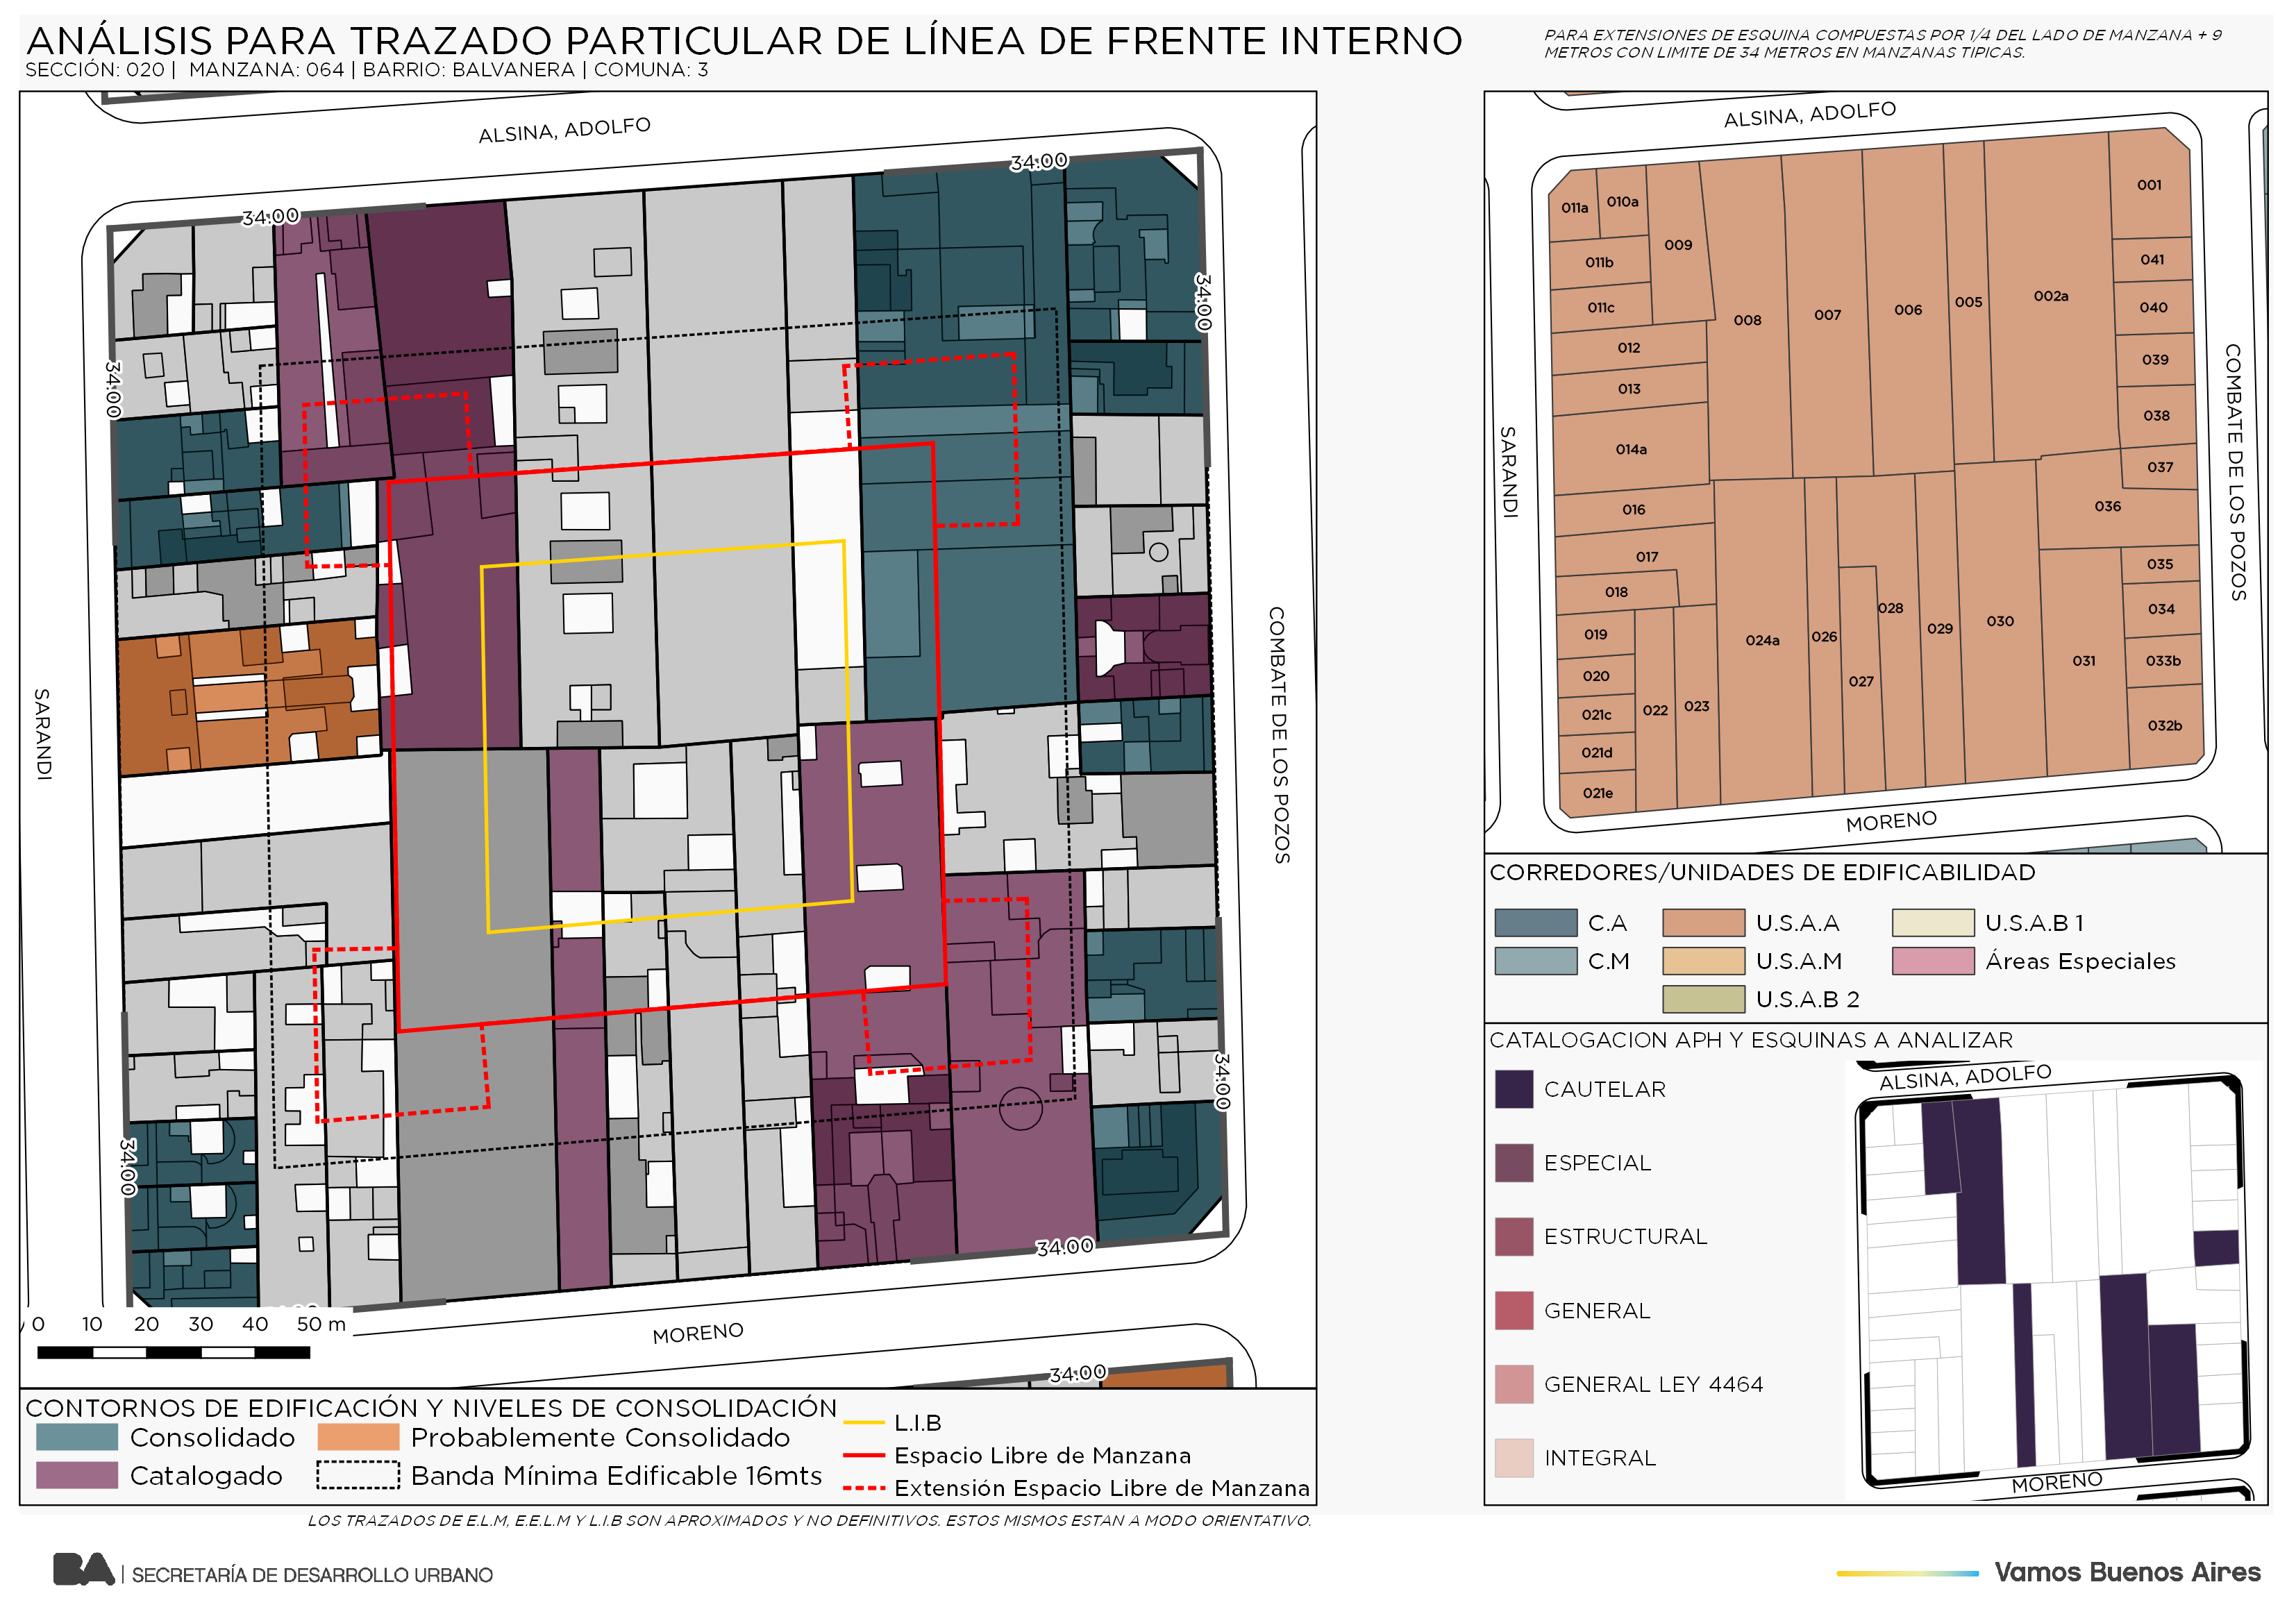 ANÁLISIS PARA TRAZADO PARTICULAR DE LÍNEA DE FRENTE INTERNO
SECCIÓN: 020 | MANZANA: 064 | BARRIO: BALVANERA | COMUNA: 3
PARA EXTENSIONES DE ESQUINA COMPUESTAS POR 1/4 DEL LADO DE MANZANA + 9
METROS CON LIMITE DE 34 METROS EN MANZANAS TIPICAS.
ALSINA, ADOLFO
34.00
34.00
34.00
34.00
SARANDI
COMBATE DE LOS POZOS
34.00
34.00
34.00
MORENO
34.00
0 10 20 30 40 50 m
CONTORNOS DE EDIFICACIÓN Y NIVELES DE CONSOLIDACIÓN
Consolidado
Probablemente Consolidado
Catalogado
Banda Mínima Edificable 16mts
L.I.B
Espacio Libre de Manzana
Extensión Espacio Libre de Manzana
ALSINA, ADOLFO
SARANDI
COMBATE DE LOS POZOS
MORENO
011a
010a
009
001
011b
041
011c
008
007
006
005
002a
040
012
039
013
038
014a
037
016
036
017
035
018
028
034
019
024a
026
029
030
020
027
031
033b
021c
022
023
032b
021d
021e
CORREDORES/UNIDADES DE EDIFICABILIDAD
C.A
U.S.A.A
U.S.A.B 1
C.M
U.S.A.M
Áreas Especiales
U.S.A.B 2
CATALOGACION APH Y ESQUINAS A ANALIZAR
CAUTELAR
ESPECIAL
ESTRUCTURAL
GENERAL
GENERAL LEY 4464
INTEGRAL
ALSINA, ADOLFO
MORENO
LOS TRAZADOS DE E.L.M, E.E.L.M Y L.I.B SON APROXIMADOS Y NO DEFINITIVOS. ESTOS MISMOS ESTAN A MODO ORIENTATIVO.
BA | SECRETARÍA DE DESARROLLO URBANO
Vamos Buenos Aires